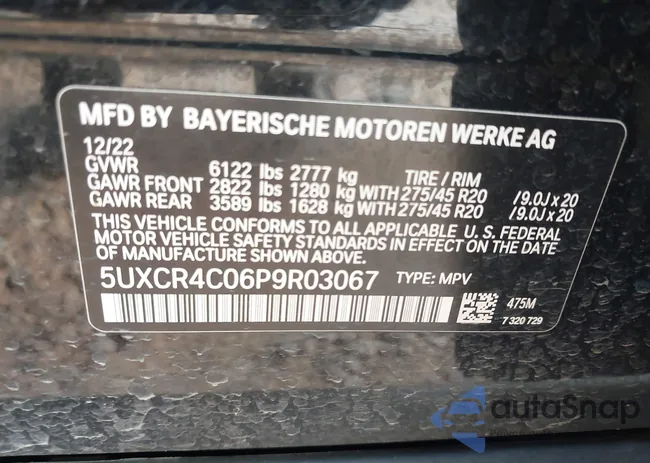 MFD BY BAYERISCHE MOTOREN WERKE AG
12/22
GVWR 6122 lbs 2777 kg TIRE / RIM
GAWR FRONT 2822 lbs 1280 kg WITH 275/45 R20 /9.0J x 20
GAWR REAR 3589 lbs 1628 kg WITH 275/45 R20 /9.0J x 20
THIS VEHICLE CONFORMS TO ALL APPLICABLE U. S. FEDERAL
MOTOR VEHICLE SAFETY STANDARDS IN EFFECT ON THE DATE
OF MANUFACTURE SHOWN ABOVE.
5UXCR4C06P9R03067 TYPE: MPV
475M
7 320 729
autoSnap